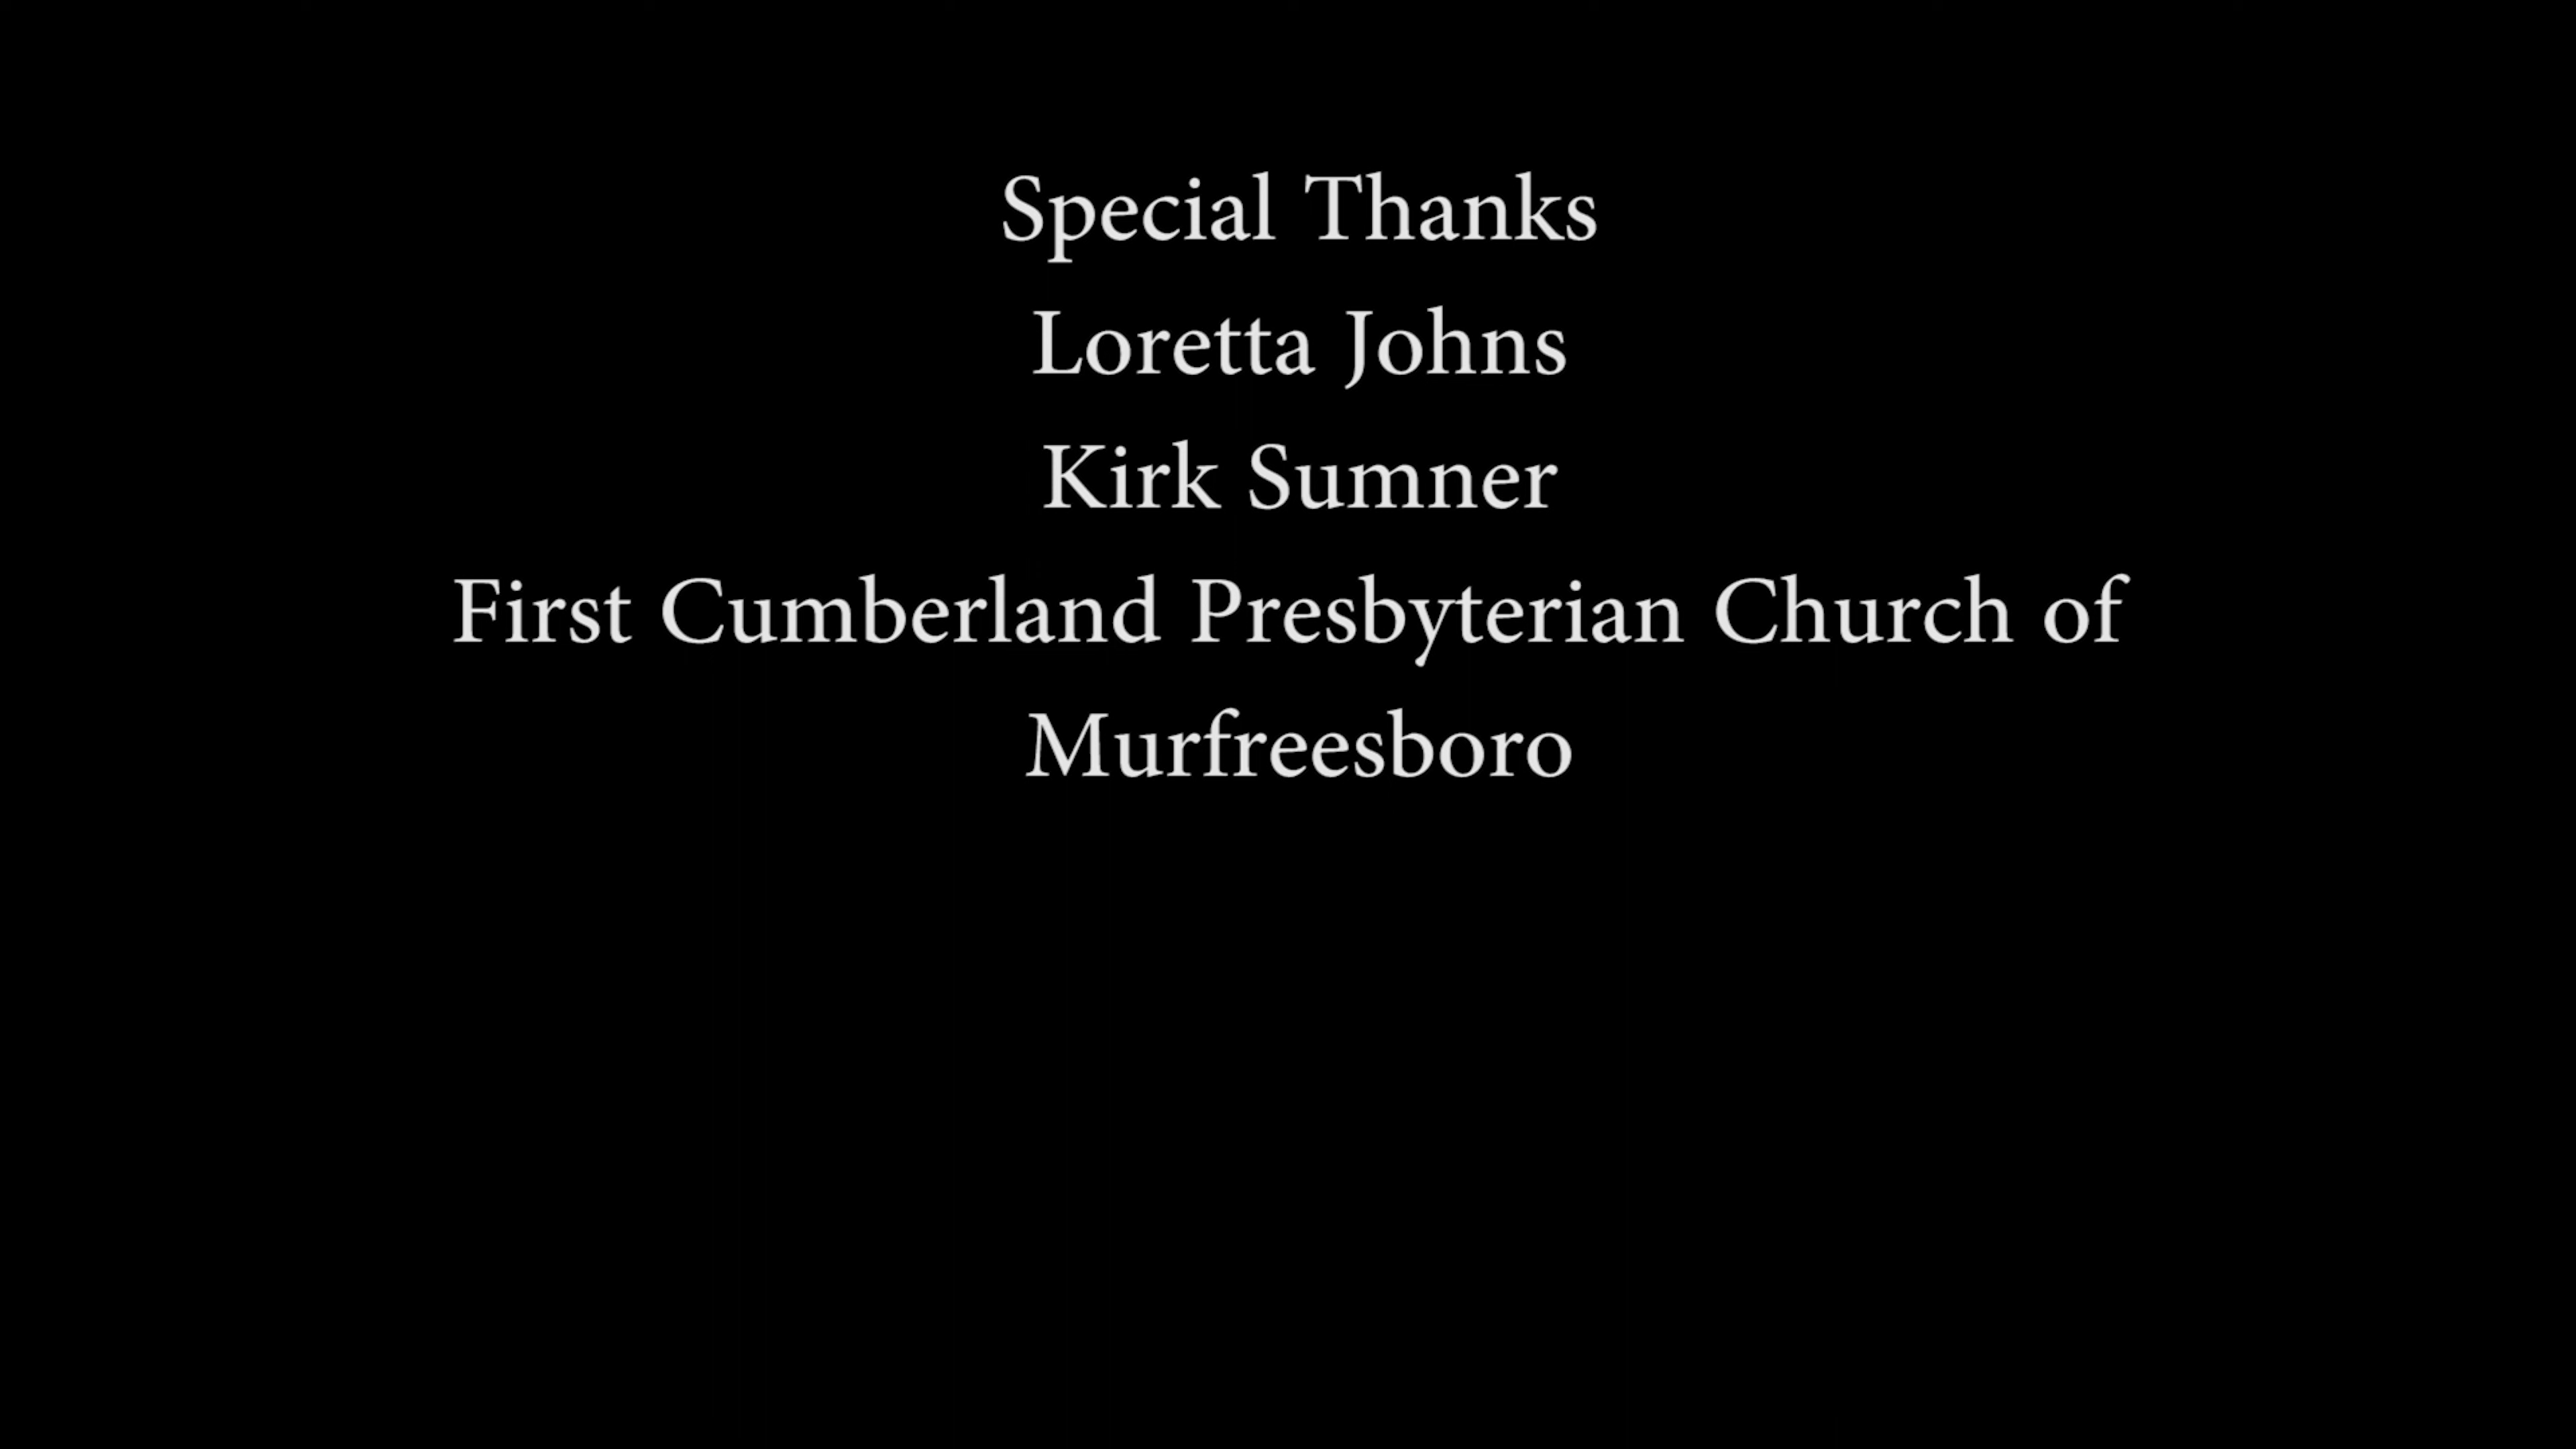 Special Thanks
Loretta Johns
Kirk Sumner
First Cumberland Presbyterian Church of
Murfreesboro